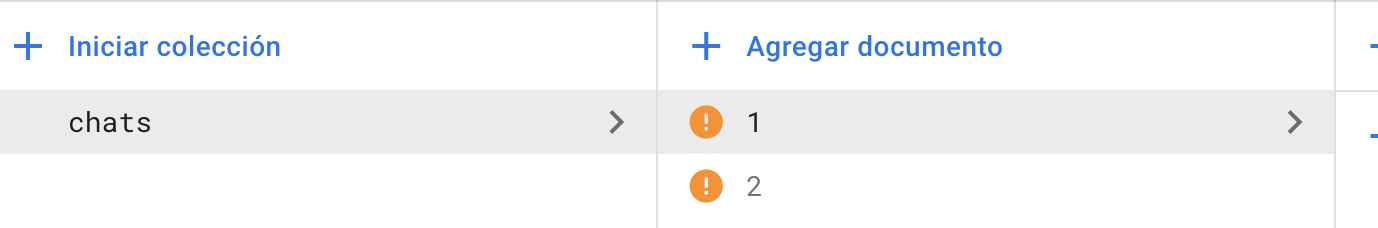 Iniciar colección
Agregar documento
chats
1
2